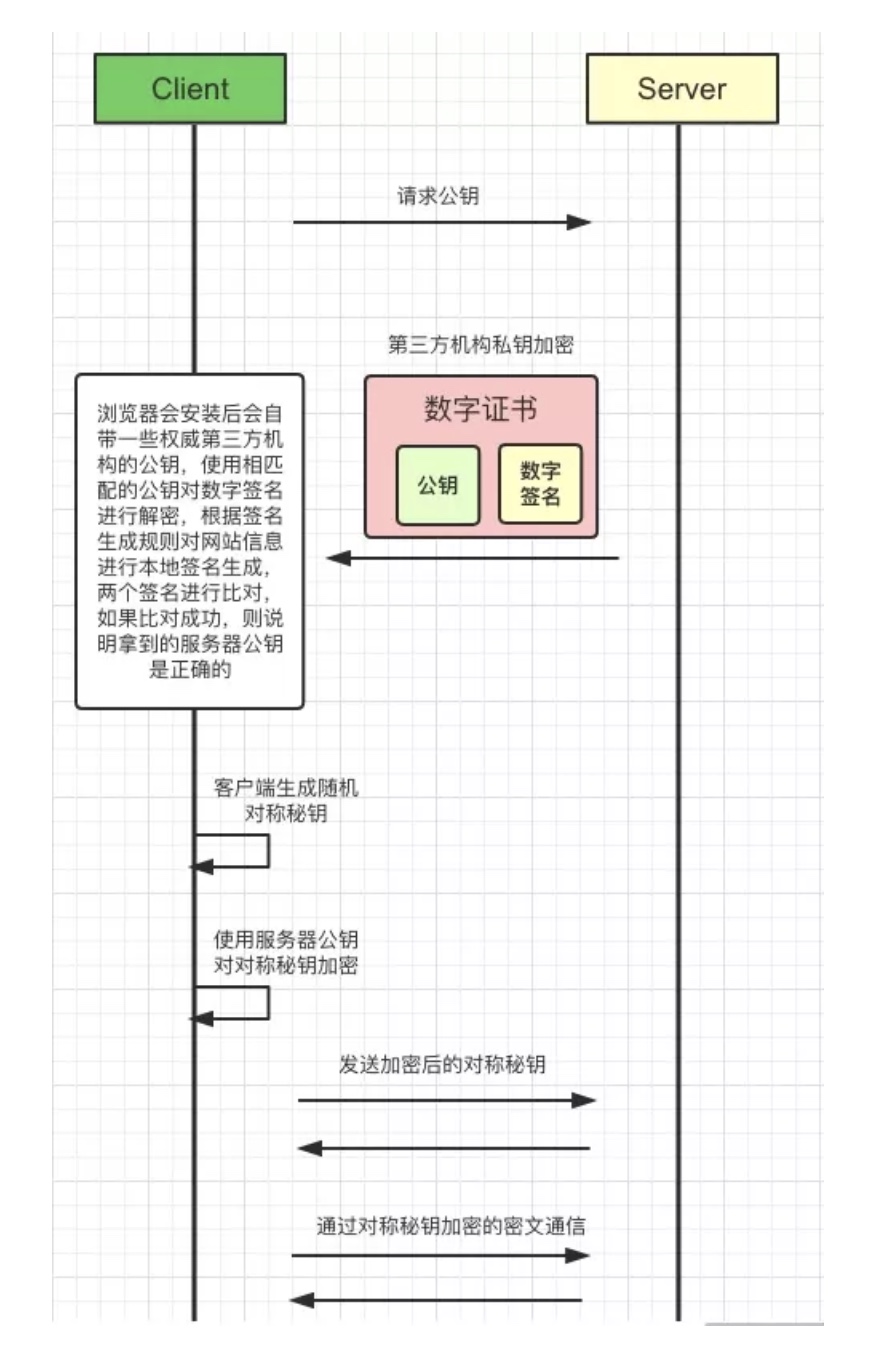 Client
Server
请求公钥
第三方机构私钥加密
数字证书
公钥
数字
签名
浏览器会安装后会自
带一些权威第三方机
构的公钥，使用相匹
配的公钥对数字签名
进行解密，根据签名
生成规则对网站信息
进行本地签名生成，
两个签名进行比对，
如果比对成功，则说
明拿到的服务器公钥
是正确的
客户端生成随机
对称秘钥
使用服务器公钥
对对称秘钥加密
发送加密后的对称秘钥
通过对称秘钥加密的密文通信